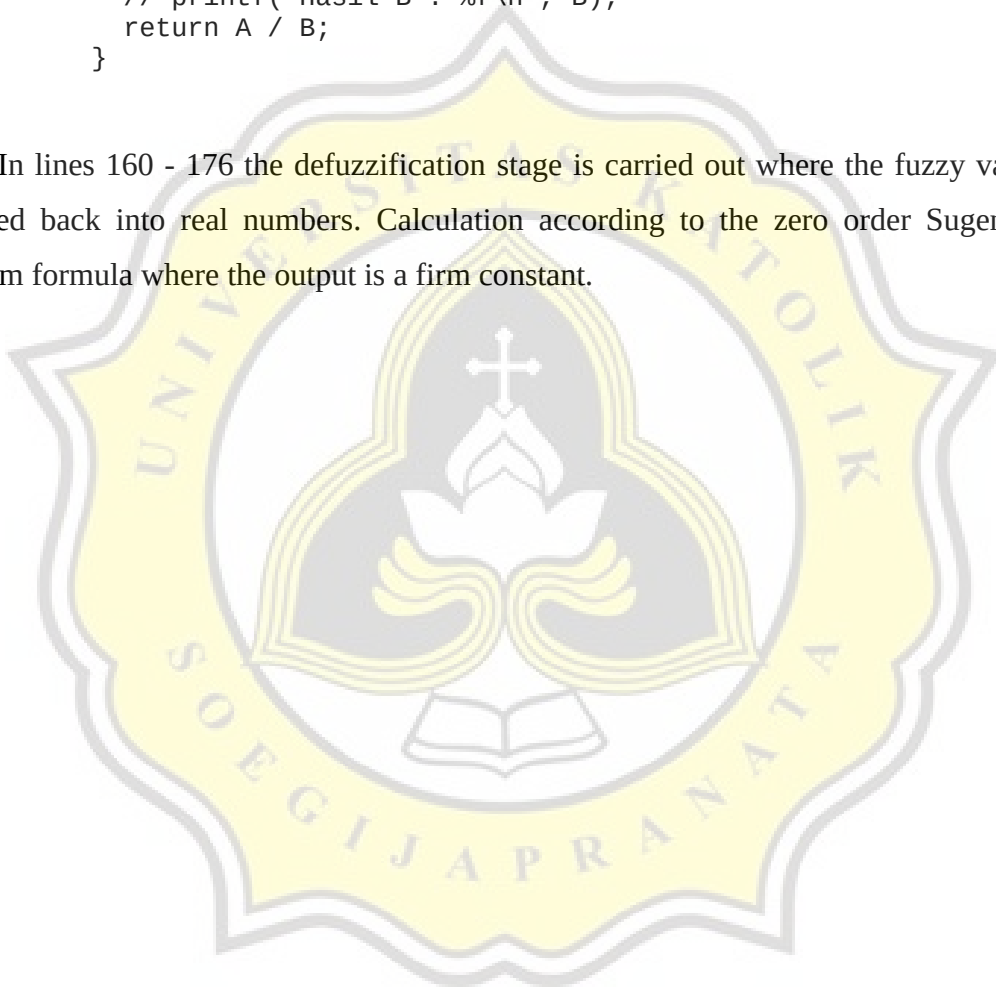 // printf("hasil B : %f\n", B);
return A / B;
}
In lines 160 - 176 the defuzzification stage is carried out where the fuzzy va
ed back into real numbers. Calculation according to the zero order Sugen
m formula where the output is a firm constant.
UNIVERSITAS KATOLIK
SOEGIJAPRANATA